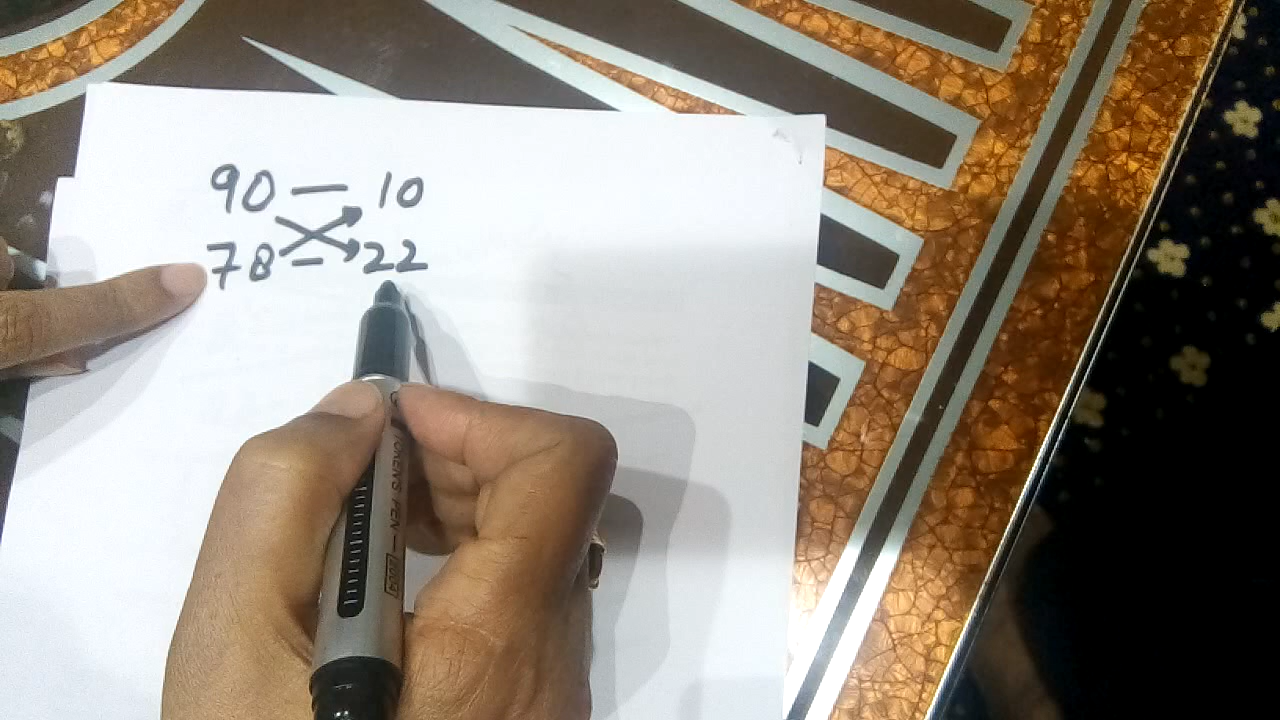 90 — 10
78 — 22